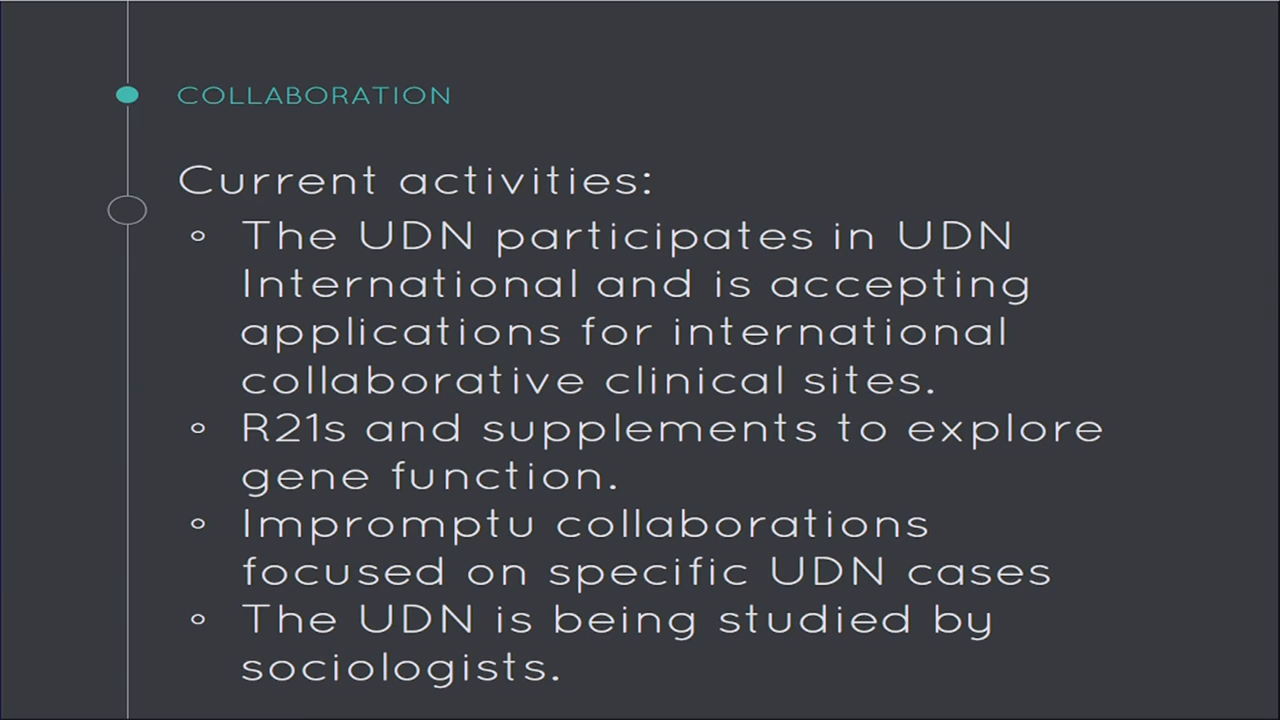 COLLABORATION
Current activities:
◦ The UDN participates in UDN
International and is accepting
applications for international
collaborative clinical sites.
◦ R21s and supplements to explore
gene function.
◦ Impromptu collaborations
focused on specific UDN cases
◦ The UDN is being studied by
sociologists.